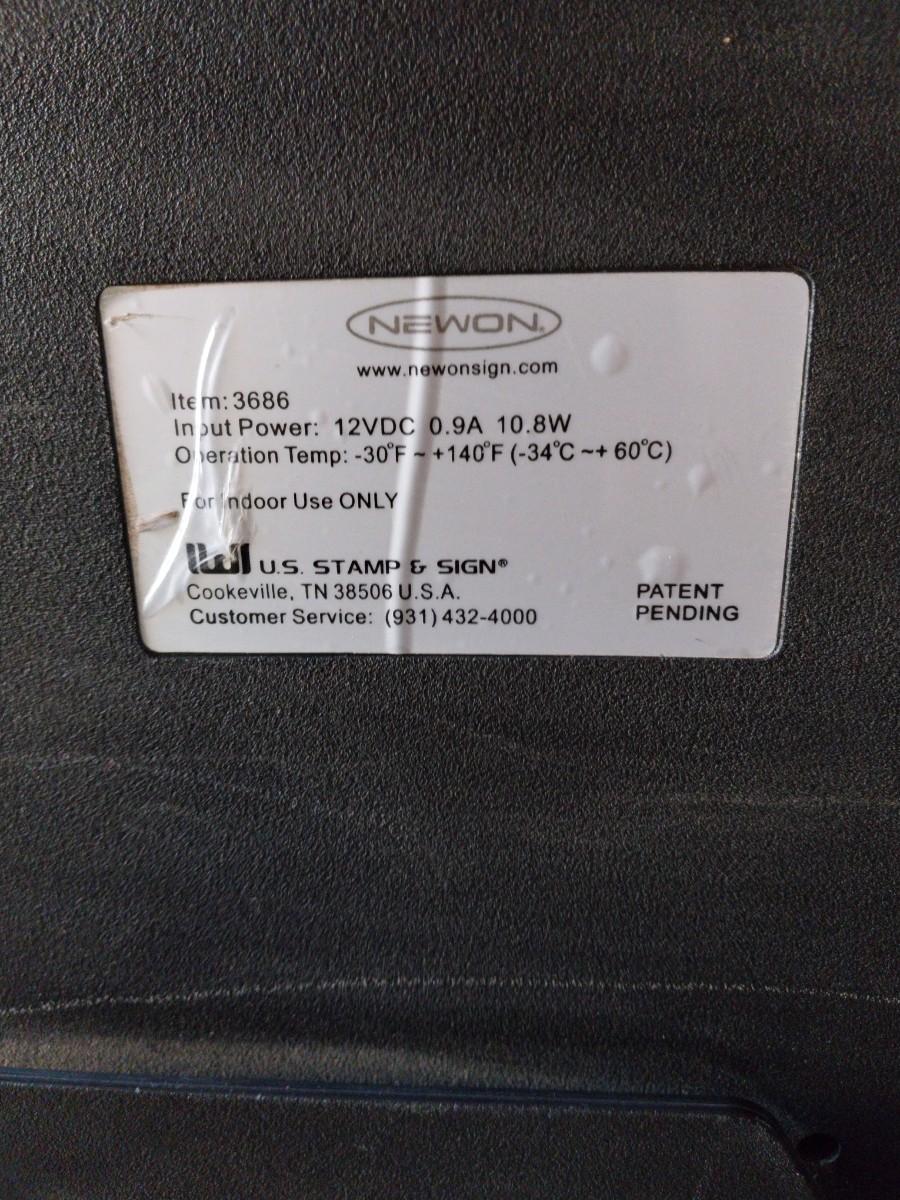 NEWON®
www.newonsign.com
Item: 3686
Input Power: 12VDC 0.9A 10.8W
Operation Temp: -30°F ~ +140°F (-34°C ~+ 60°C)
For Indoor Use ONLY
U.S. STAMP & SIGN®
Cookeville, TN 38506 U.S.A.
Customer Service: (931) 432-4000
PATENT
PENDING